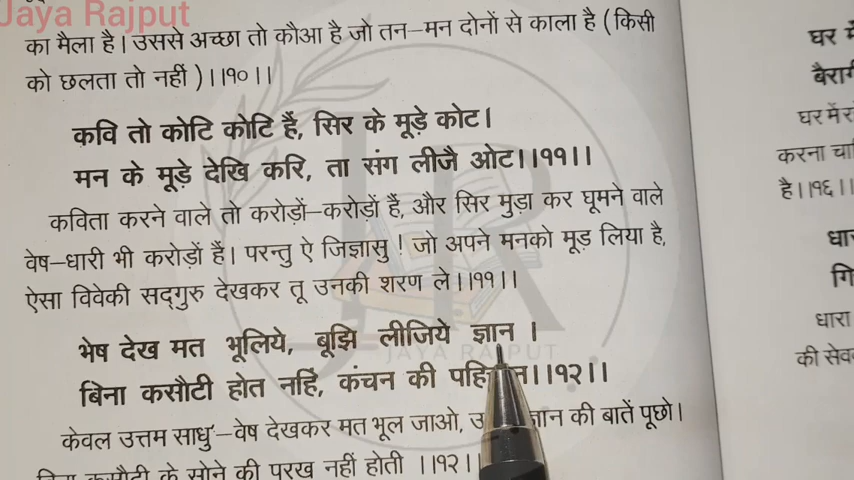 Jaya Rajput
का मैला है। उससे अच्छा तो कौआ है जो तन-मन दोनों से काला है (किसी
को छलता तो नहीं)।।१०।।
कवि तो कोटि कोटि हैं, सिर के मूड़े कोट।
मन के मूड़े देखि करि, ता संग लीजै ओट।।११।।
कविता करने वाले तो करोड़ों-करोड़ों हैं, और सिर मुड़ा कर घूमने वाले
वेष-धारी भी करोड़ों हैं। परन्तु ऐ जिज्ञासु ! जो अपने मनको मूड़ लिया है,
ऐसा विवेकी सद्गुरु देखकर तू उनकी शरण ले।।११।।
भेष देख मत भूलिये, बूझि लीजिये ज्ञान ।
JAYA RAJPUT
बिना कसौटी होत नहिं, कंचन की
केवल उत्तम साधु-वेष देखकर मत भूल जाओ, की बातें पूछो।
बिना कसौटी के सोने की परख नहीं होती ।।१२।।
घर
घर में
करना
है।।१६।।
धारा
की